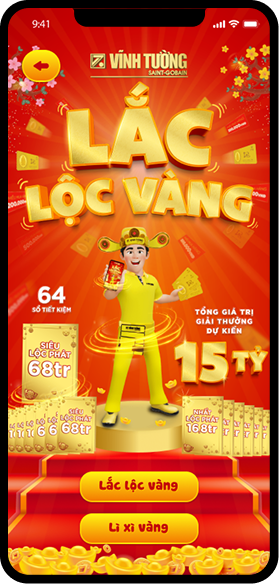 9:41
VĨNH TƯỜNG
SAINT-GOBAIN
LẮC
LỘC VÀNG
64
SỔ TIẾT KIỆM
TỔNG GIÁ TRỊ
GIẢI THƯỞNG
DỰ KIẾN
15 TỶ
SIÊU
LỘC PHÁT
68tr
SIÊU
LỘC PHÁT
68tr
NHẤT
LỘC PHÁT
168tr
Lắc lộc vàng
Lì xì vàng